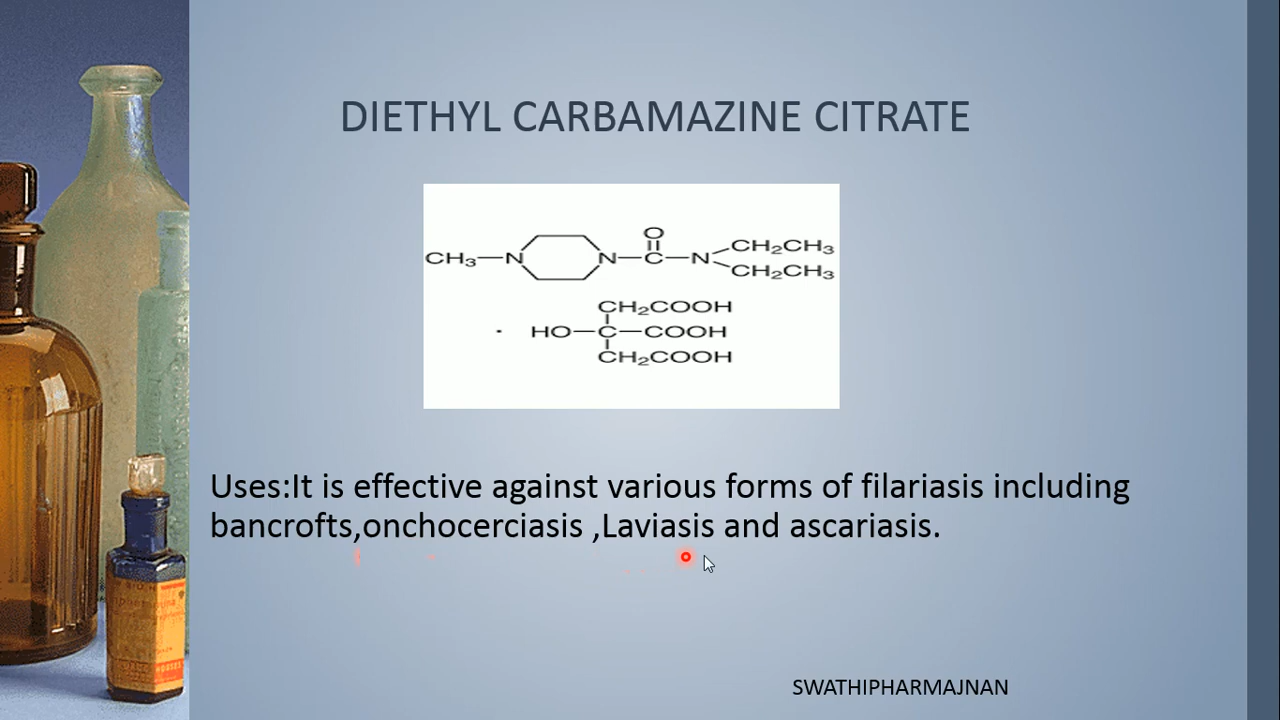 DIETHYL CARBAMAZINE CITRATE
O
CH₃—N N—C—N CH₂CH₃
CH₂CH₃
CH₂COOH
· HO—C—COOH
CH₂COOH
Uses:It is effective against various forms of filariasis including
bancrofts,onchocerciasis ,Laviasis and ascariasis.
SWATHIPHARMAJNAN